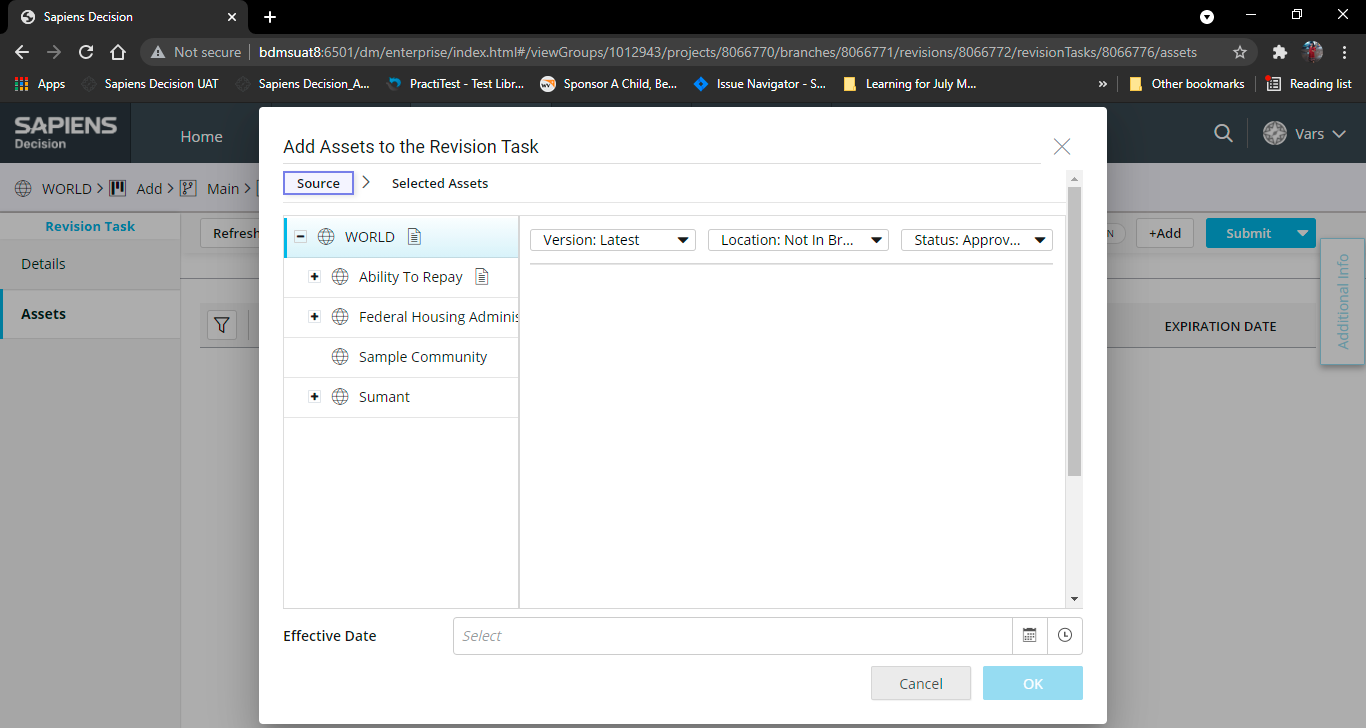 Sapiens Decision
Not secure bdmsuat8:6501/dm/enterprise/index.html#/viewGroups/1012943/projects/8066770/branches/8066771/revisions/8066772/revisionTasks/8066776/assets
Apps Sapiens Decision UAT Sapiens Decision_A... PractiTest - Test Libr... Sponsor A Child, Be... Issue Navigator - S... Learning for July M... » Other bookmarks Reading list
SAPIENS
Decision
Home
Vars
WORLD > Add > Main >
Revision Task
Details
Assets
Refresh
N
+Add
Submit
Additional Info
EXPIRATION DATE
Add Assets to the Revision Task
Source > Selected Assets
WORLD
Ability To Repay
Federal Housing Adminis
Sample Community
Sumant
Version: Latest Location: Not In Br... Status: Approv...
Effective Date Select
Cancel OK